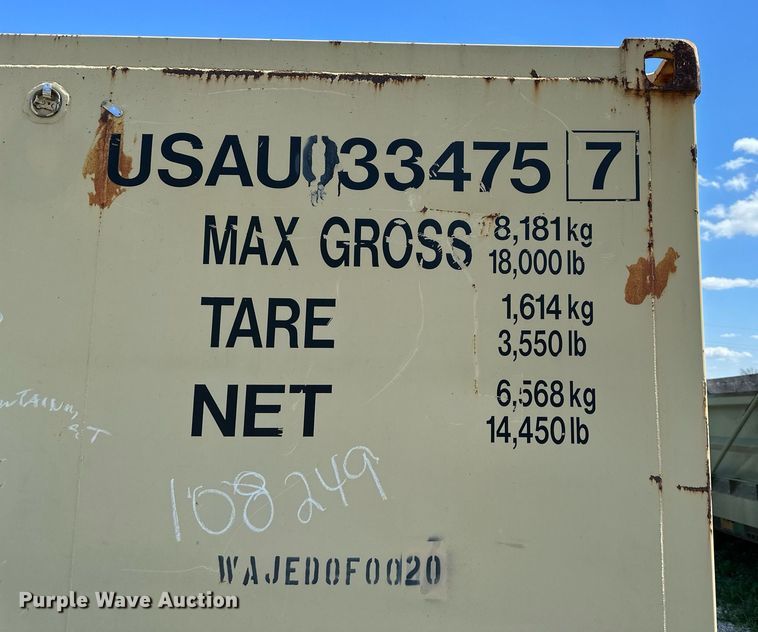 USAU033475 7
MAX GROSS 8,181 kg
18,000 lb
TARE 1,614 kg
3,550 lb
NET 6,568 kg
14,450 lb
108249
WAJEDOF0020
Purple Wave Auction